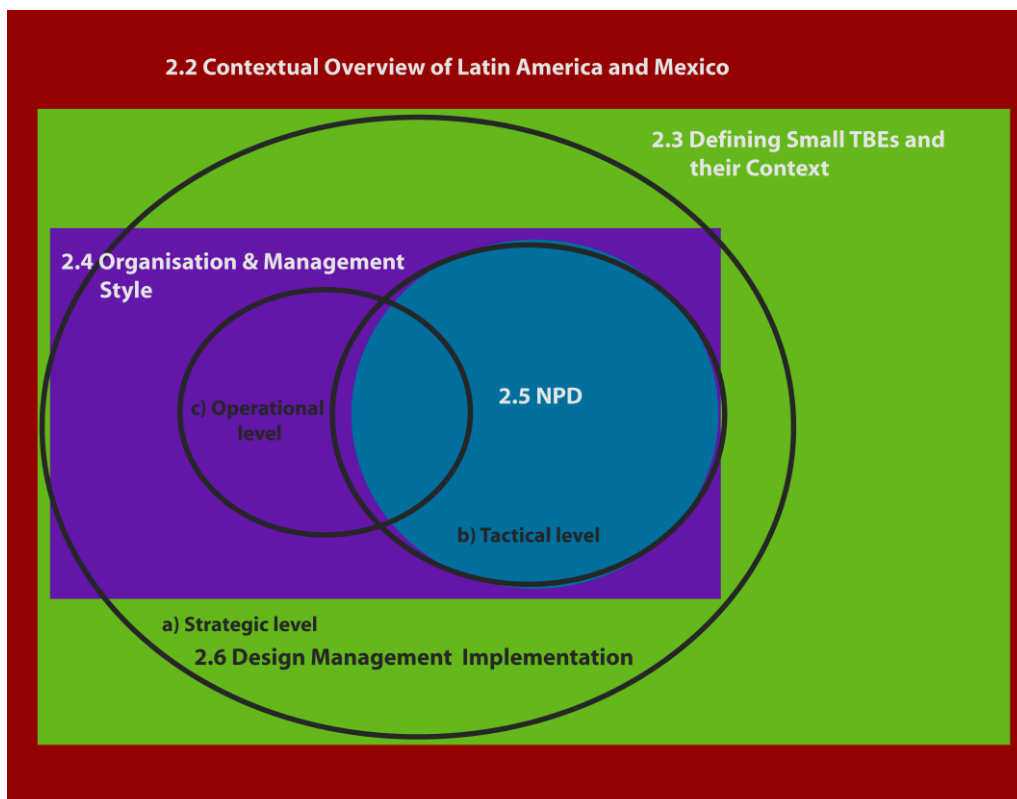 2.2 Contextual Overview of Latin America and Mexico
2.3 Defining Small TBEs and
their Context
2.4 Organisation & Management
Style
2.5 NPD
c) Operational
level
b) Tactical level
a) Strategic level
2.6 Design Management Implementation